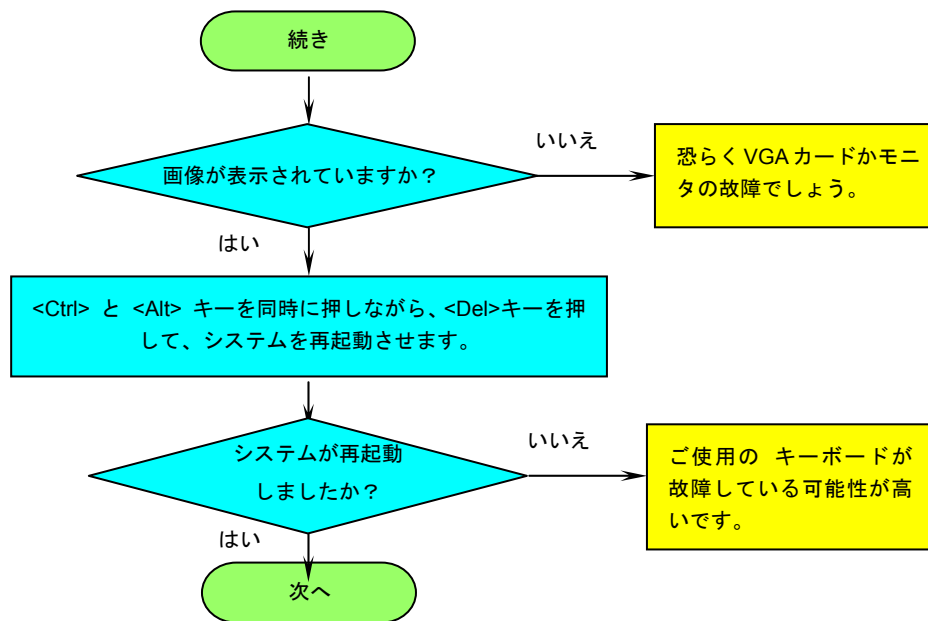 続き
画像が表示されていますか？
いいえ
恐らく VGA カードかモニ
タの故障でしょう。
はい
<Ctrl> と <Alt> キーを同時に押しながら、<Del>キーを押
して、システムを再起動させます。
システムが再起動
しましたか？
いいえ
ご使用の キーボードが
故障している可能性が高
いです。
はい
次へ